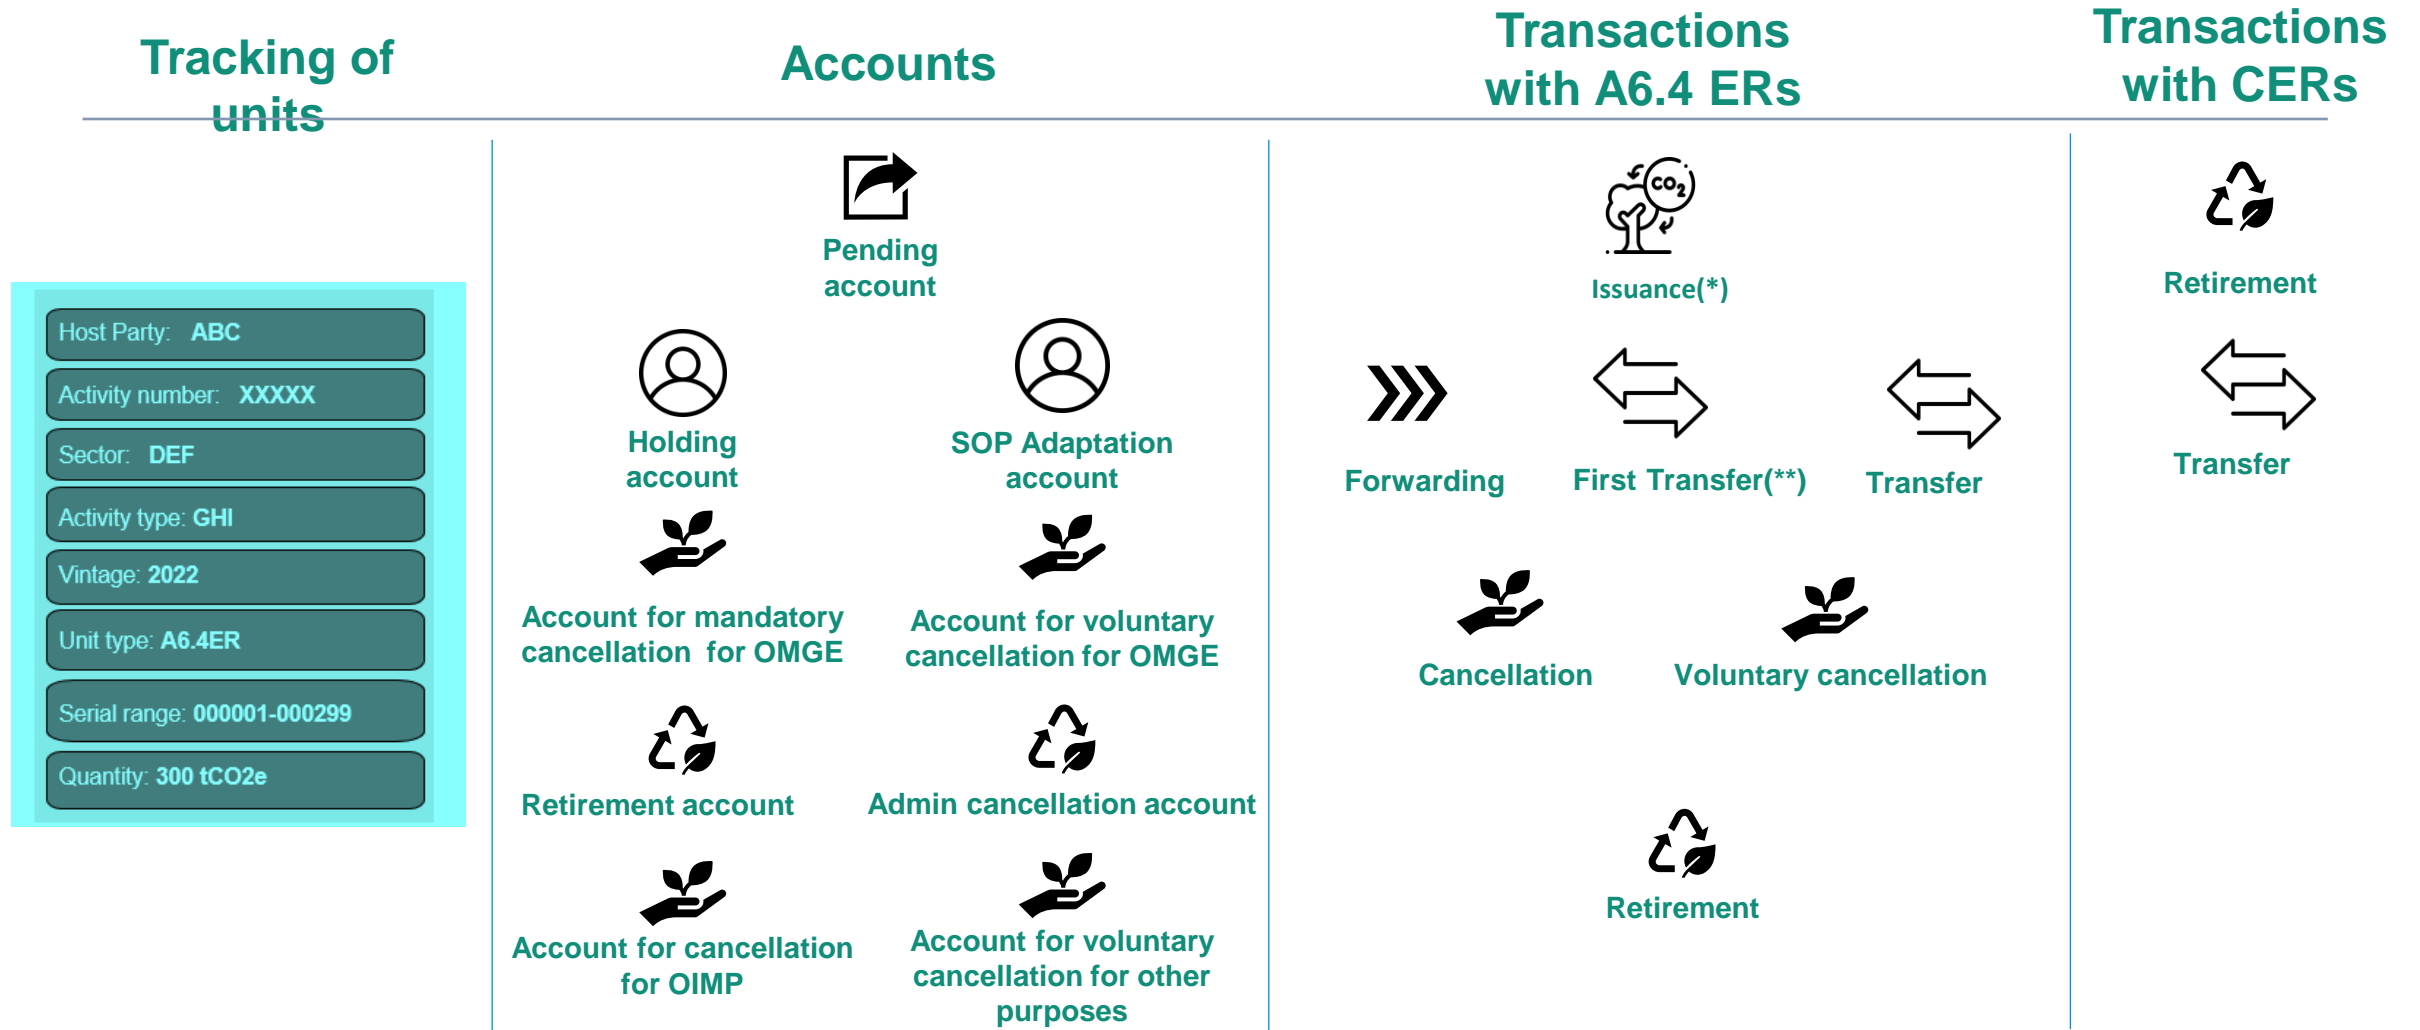 Tracking of
units
Accounts
Transactions
with A6.4 ERs
Transactions
with CERs
Host Party: ABC
Activity number: XXXXX
Sector: DEF
Activity type: GHI
Vintage: 2022
Unit type: A6.4ER
Serial range: 000001-000299
Quantity: 300 tCO2e
Pending
account
Holding
account
SOP Adaptation
account
Account for mandatory
cancellation for OMGE
Account for voluntary
cancellation for OMGE
Retirement account
Admin cancellation account
Account for cancellation
for OIMP
Account for voluntary
cancellation for other
purposes
CO₂
Issuance(*)
Forwarding
First Transfer(**)
Transfer
Cancellation
Voluntary cancellation
Retirement
Retirement
Transfer